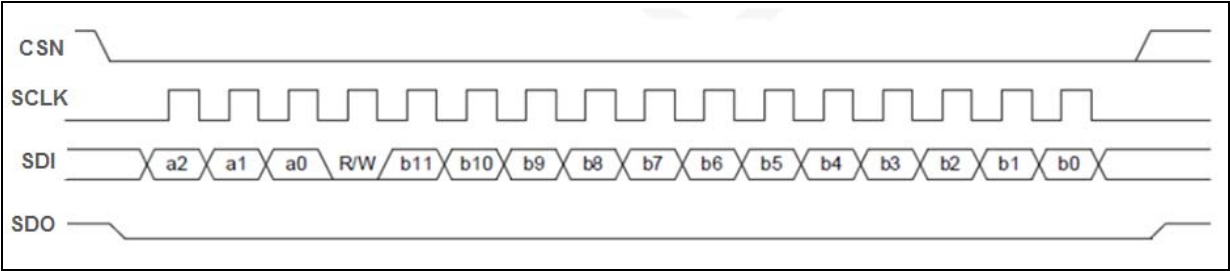 CSN
SCLK
SDI a2 a1 a0 R/W b11 b10 b9 b8 b7 b6 b5 b4 b3 b2 b1 b0
SDO